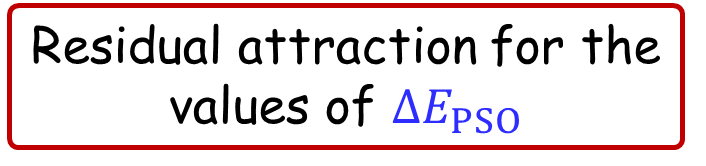 Residual attraction for the
values of ΔE_PSO